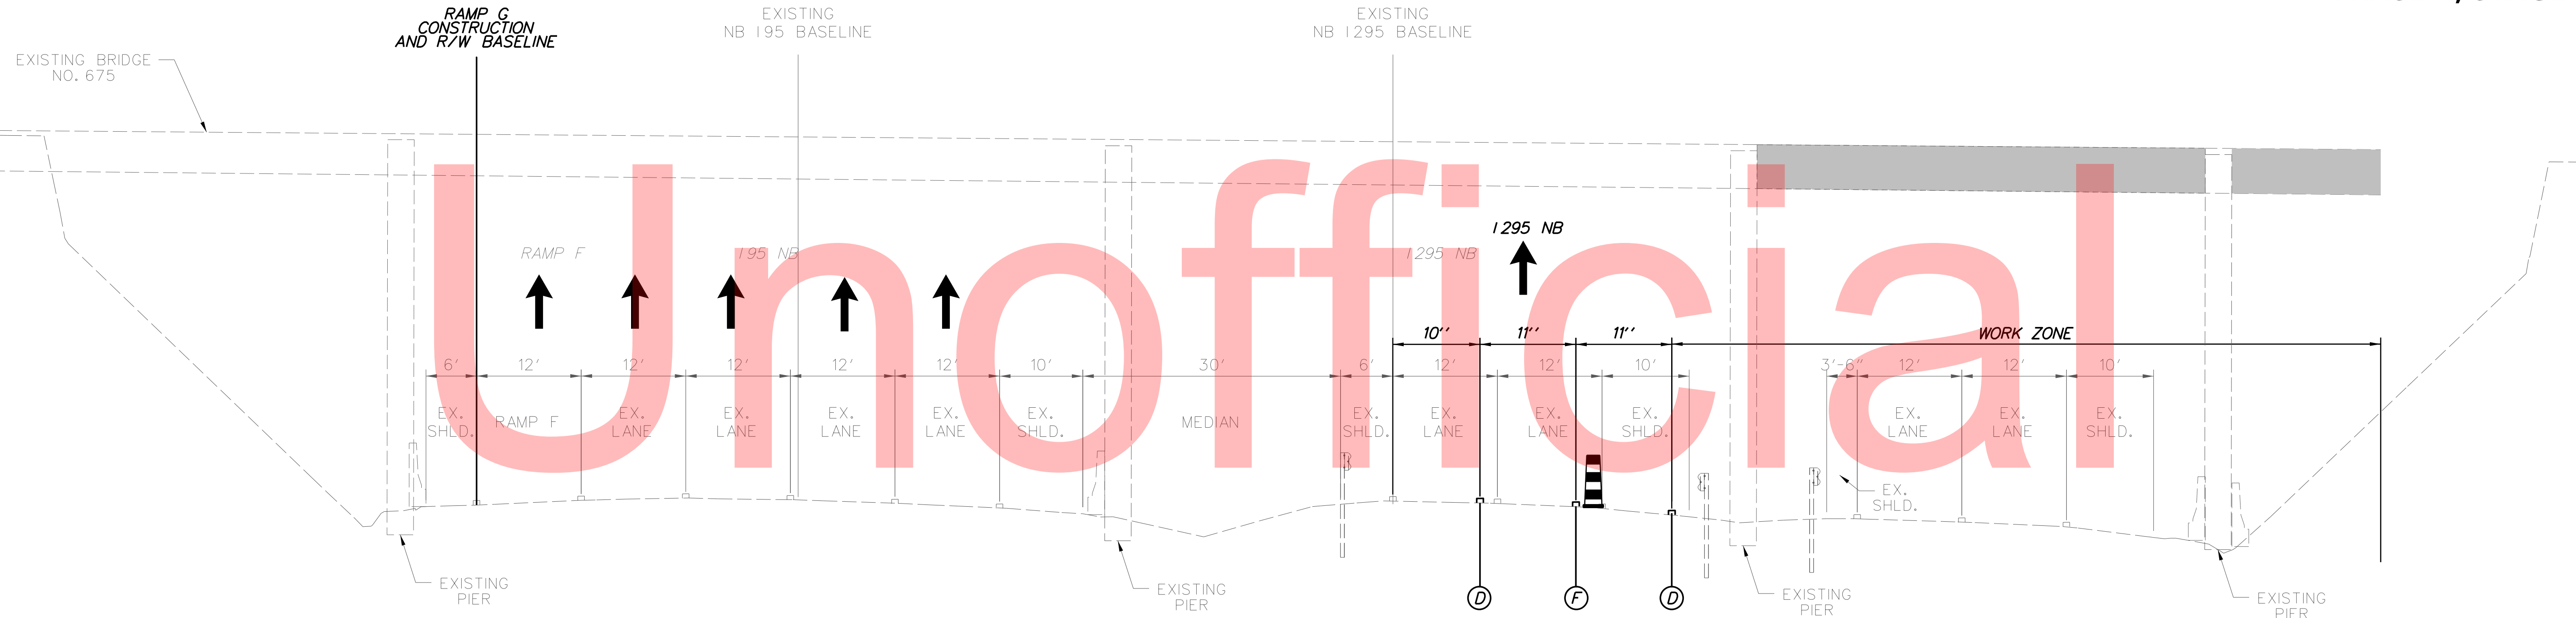 RAMP G
CONSTRUCTION
AND R/W BASELINE
EXISTING
NB I 95 BASELINE
EXISTING
NB I 295 BASELINE
EXISTING BRIDGE
NO. 675
Unofficial
RAMP F
I 95 NB
I 295 NB
I 295 NB
10''
11''
11''
WORK ZONE
6'
12'
12'
12'
12'
12'
10'
30'
6'
12'
12'
10'
3'-6"
12'
12'
10'
EX.
SHLD.
RAMP F
EX.
LANE
EX.
LANE
EX.
LANE
EX.
LANE
EX.
SHLD.
MEDIAN
EX.
SHLD.
EX.
LANE
EX.
LANE
EX.
SHLD.
EX.
LANE
EX.
LANE
EX.
SHLD.
EX.
SHLD.
EXISTING
PIER
EXISTING
PIER
D
F
D
EXISTING
PIER
EXISTING
PIER